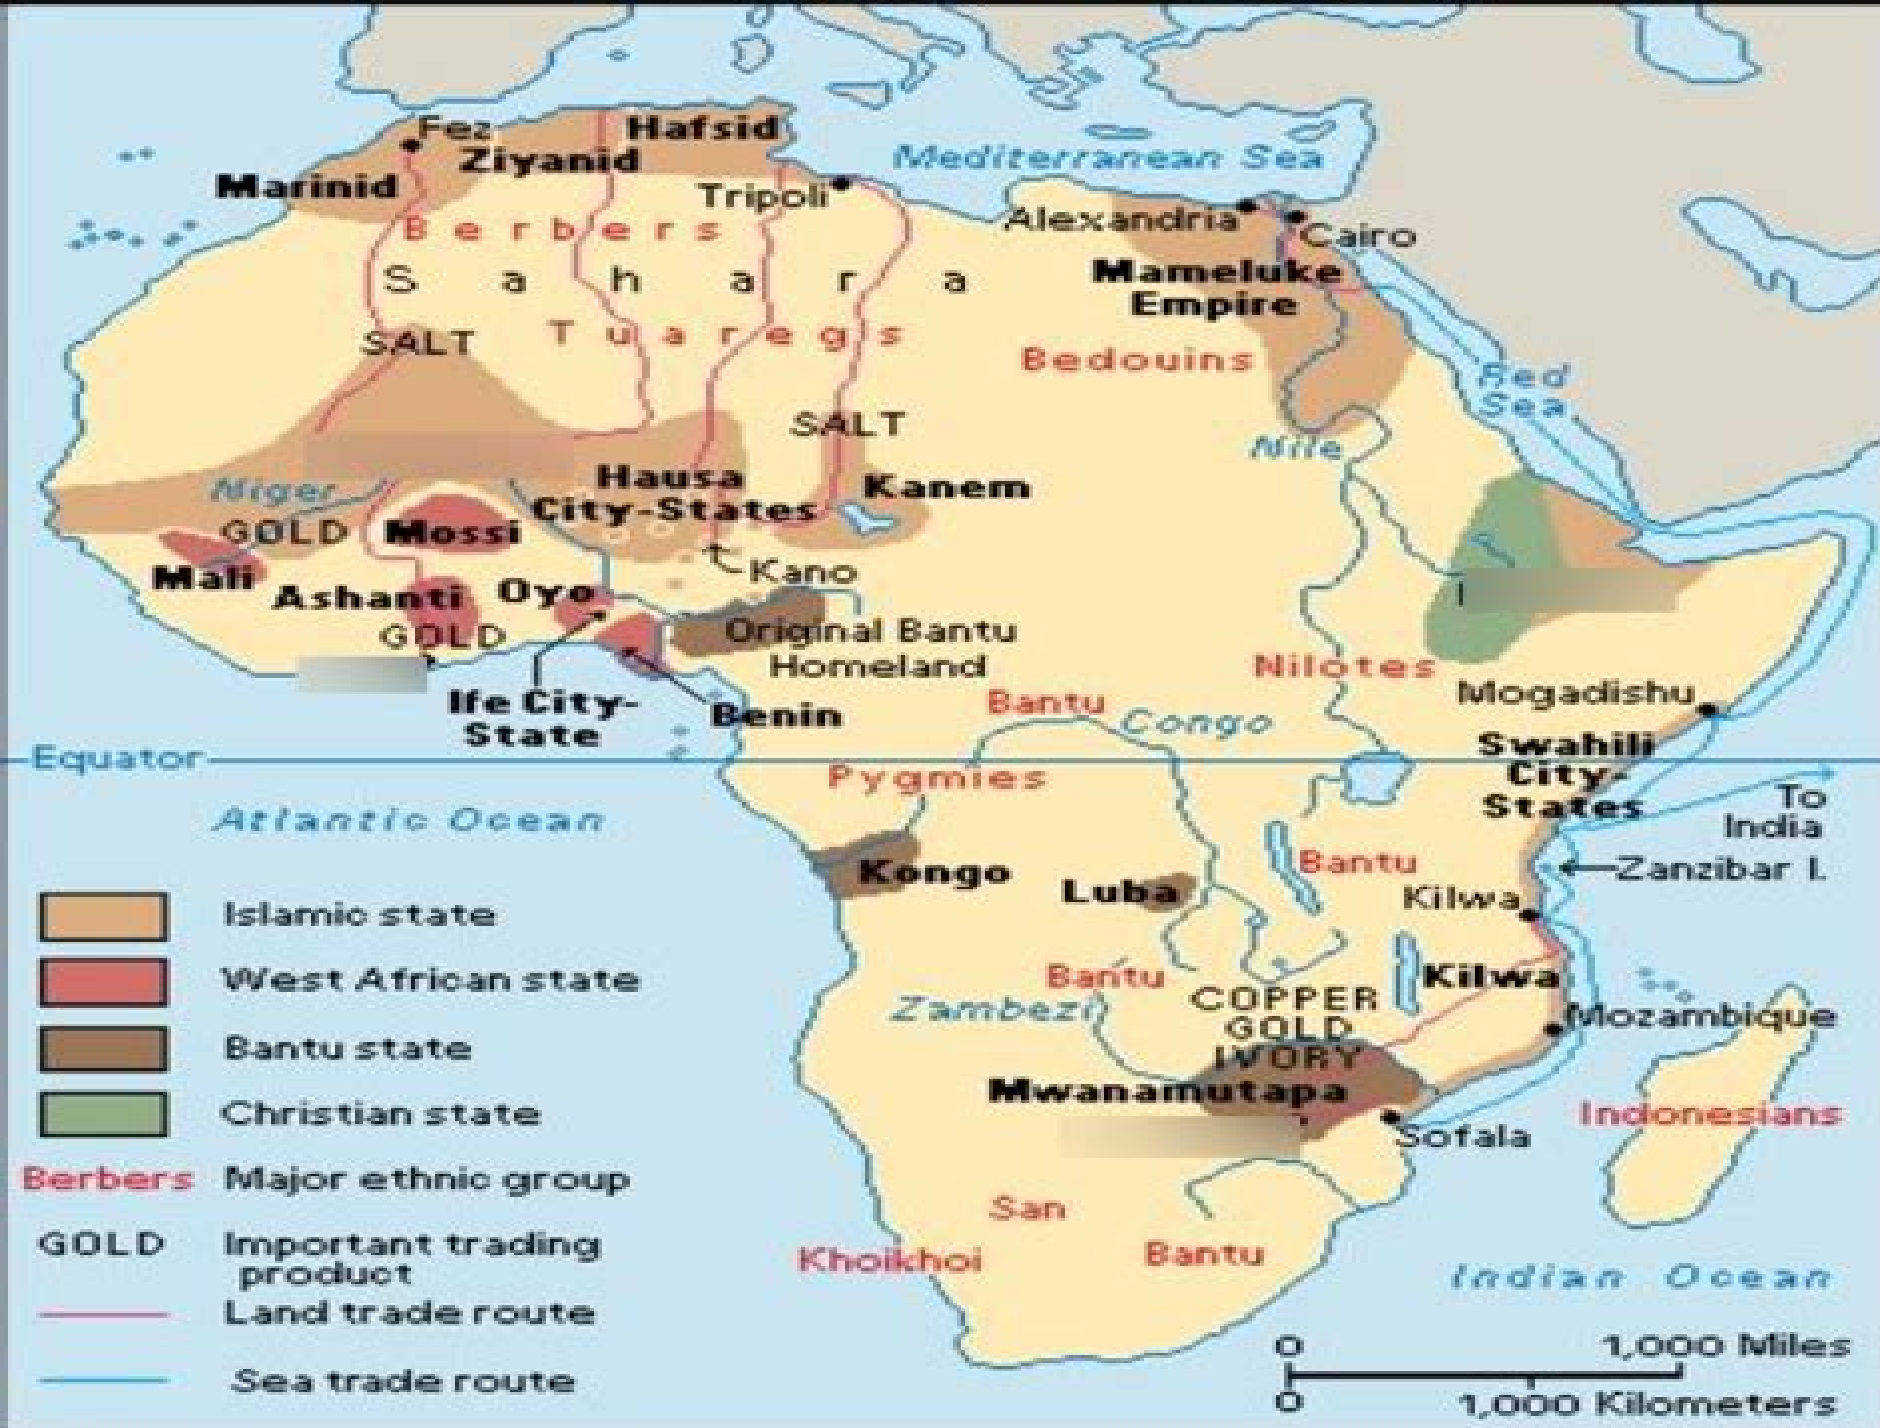 Fez
Hafsid
Ziyanid
Mediterranean Sea
Marinid
Tripoli
Alexandria
Cairo
Berbers
Sahara
Mameluke
Empire
SALT
Tuaregs
Bedouins
Red
Sea
SALT
Nile
Niger
Hausa
City-States
Kanem
GOLD
Mossi
Kano
Mali
Ashanti
Oyo
GOLD
Original Bantu
Homeland
Nilotes
Mogadishu
Ife City-
State
Benin
Bantu
Congo
Swahili
City-
States
Equator
Pygmies
To
India
Atlantic Ocean
Kongo
Luba
Bantu
Zanzibar I.
Kilwa
Bantu
Kilwa
Zambezi
COPPER
GOLD
IVORY
Mozambique
Mwanamutapa
Sofala
Indonesians
San
Khoikhoi
Bantu
Indian Ocean
Islamic state
West African state
Bantu state
Christian state
Berbers Major ethnic group
GOLD Important trading
product
Land trade route
Sea trade route
0 1,000 Miles
0 1,000 Kilometers